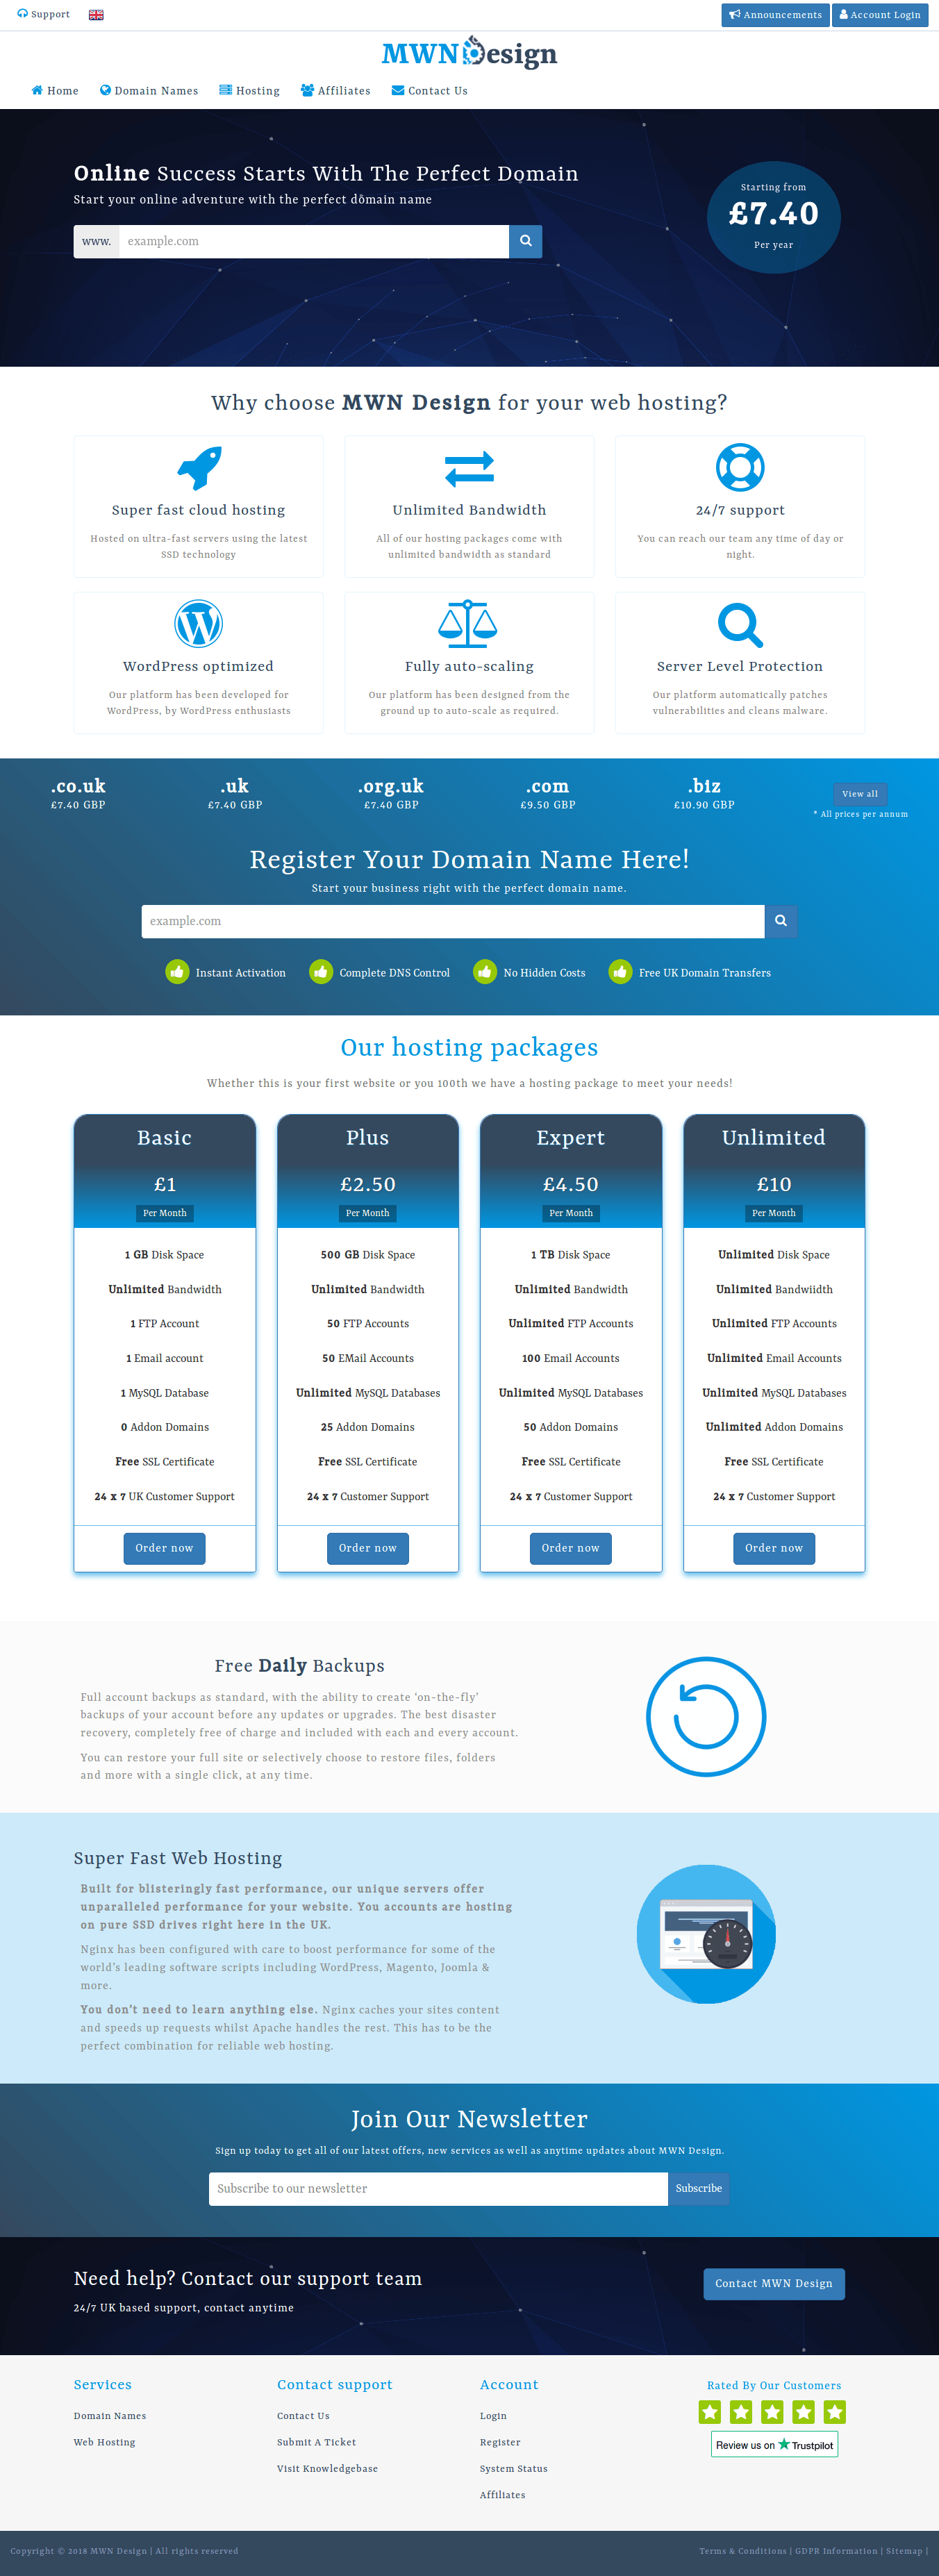 Support
Announcements
Account Login
MWN Design
Home
Domain Names
Hosting
Affiliates
Contact Us
Online Success Starts With The Perfect Domain
Start your online adventure with the perfect domain name
www.
example.com
Starting from
£7.40
Per year
Why choose MWN Design for your web hosting?
Super fast cloud hosting
Hosted on ultra-fast servers using the latest
SSD technology
Unlimited Bandwidth
All of our hosting packages come with
unlimited bandwidth as standard
24/7 support
You can reach our team any time of day or
night.
WordPress optimized
Our platform has been developed for
WordPress, by WordPress enthusiasts
Fully auto-scaling
Our platform has been designed from the
ground up to auto-scale as required.
Server Level Protection
Our platform automatically patches
vulnerabilities and cleans malware.
.co.uk
£7.40 GBP
.uk
£7.40 GBP
.org.uk
£7.40 GBP
.com
£9.50 GBP
.biz
£10.90 GBP
View all
* All prices per annum
Register Your Domain Name Here!
Start your business right with the perfect domain name.
example.com
Instant Activation
Complete DNS Control
No Hidden Costs
Free UK Domain Transfers
Our hosting packages
Whether this is your first website or you 100th we have a hosting package to meet your needs!
Basic
£1
Per Month
1 GB Disk Space
Unlimited Bandwidth
1 FTP Account
1 Email account
1 MySQL Database
0 Addon Domains
Free SSL Certificate
24 x 7 UK Customer Support
Order now
Plus
£2.50
Per Month
500 GB Disk Space
Unlimited Bandwidth
50 FTP Accounts
50 EMail Accounts
Unlimited MySQL Databases
25 Addon Domains
Free SSL Certificate
24 x 7 Customer Support
Order now
Expert
£4.50
Per Month
1 TB Disk Space
Unlimited Bandwidth
Unlimited FTP Accounts
100 Email Accounts
Unlimited MySQL Databases
50 Addon Domains
Free SSL Certificate
24 x 7 Customer Support
Order now
Unlimited
£10
Per Month
Unlimited Disk Space
Unlimited Bandwiidth
Unlimited FTP Accounts
Unlimited Email Accounts
Unlimited MySQL Databases
Unlimited Addon Domains
Free SSL Certificate
24 x 7 Customer Support
Order now
Free Daily Backups
Full account backups as standard, with the ability to create 'on-the-fly'
backups of your account before any updates or upgrades. The best disaster
recovery, completely free of charge and included with each and every account.
You can restore your full site or selectively choose to restore files, folders
and more with a single click, at any time.
Super Fast Web Hosting
Built for blisteringly fast performance, our unique servers offer
unparalleled performance for your website. You accounts are hosting
on pure SSD drives right here in the UK.
Nginx has been configured with care to boost performance for some of the
world's leading software scripts including WordPress, Magento, Joomla &
more.
You don't need to learn anything else. Nginx caches your sites content
and speeds up requests whilst Apache handles the rest. This has to be the
perfect combination for reliable web hosting.
Join Our Newsletter
Sign up today to get all of our latest offers, new services as well as anytime updates about MWN Design.
Subscribe to our newsletter
Subscribe
Need help? Contact our support team
24/7 UK based support, contact anytime
Contact MWN Design
Services
Domain Names
Web Hosting
Contact support
Contact Us
Submit A Ticket
Visit Knowledgebase
Account
Login
Register
System Status
Affiliates
Rated By Our Customers
Review us on Trustpilot
Copyright © 2018 MWN Design | All rights reserved
Terms & Conditions | GDPR Information | Sitemap |